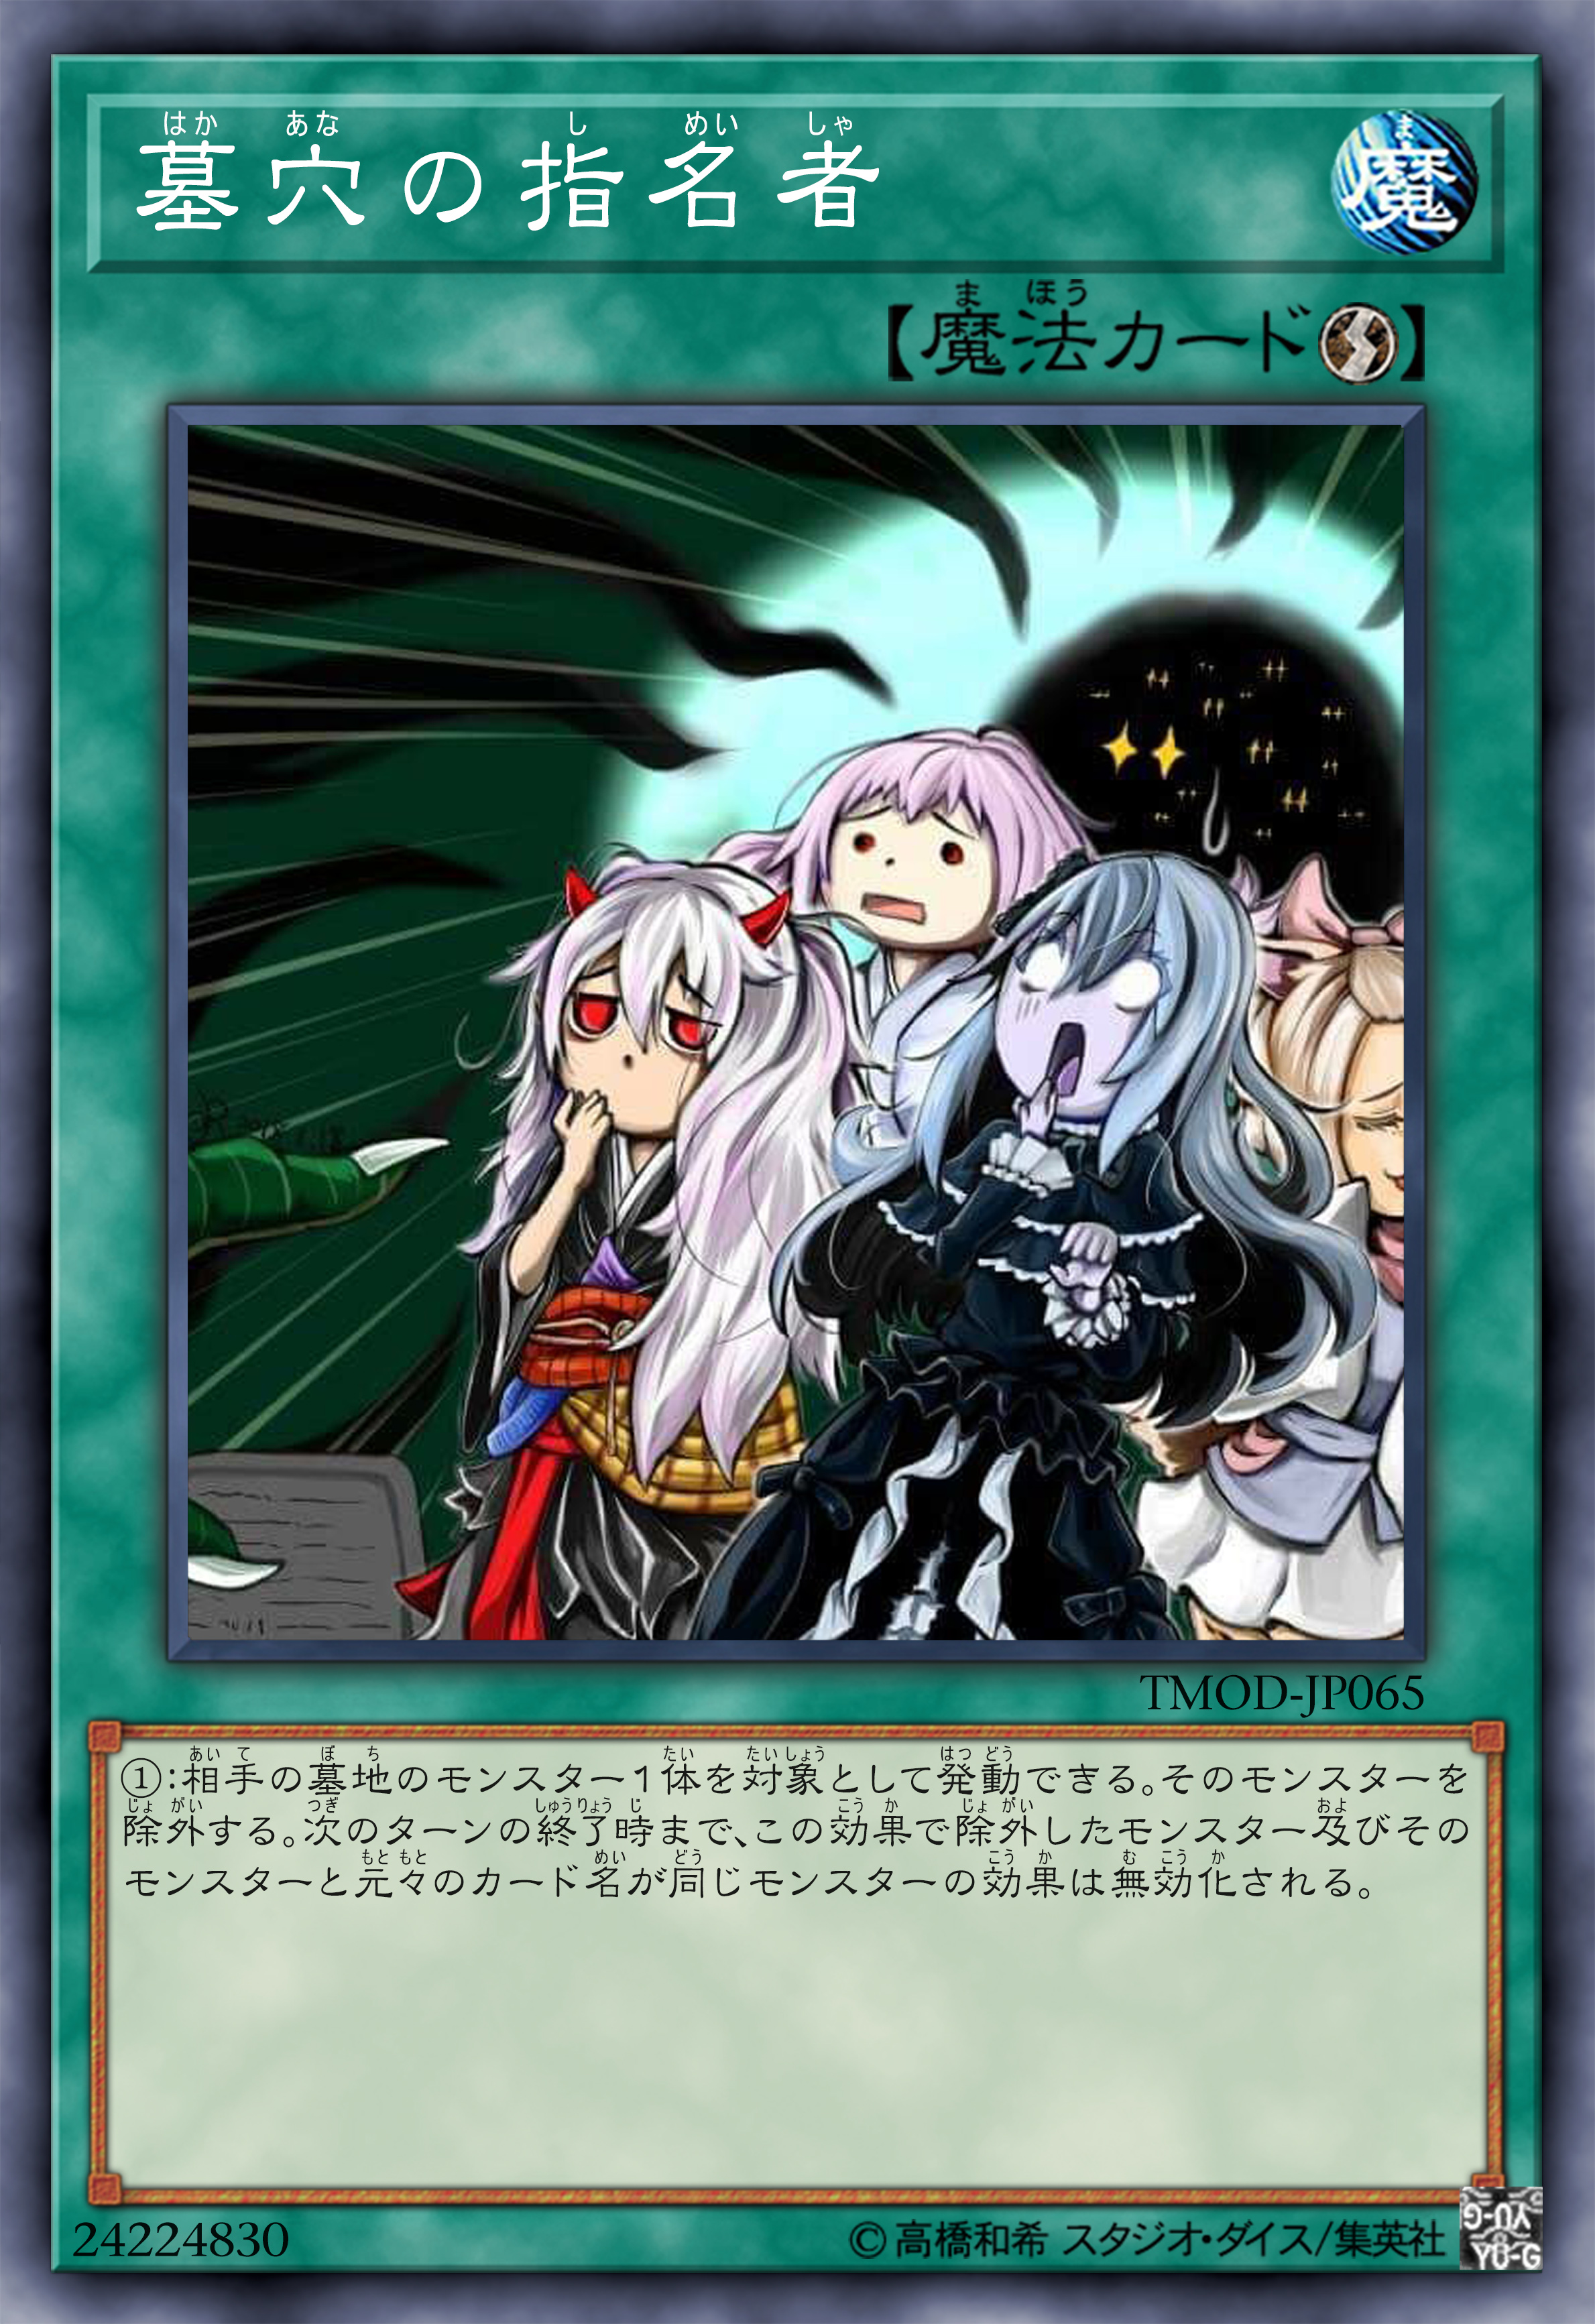 墓穴の指名者
魔
【魔法カード】
TMOD-JP065
①:相手の墓地のモンスター1体を対象として発動できる。そのモンスターを
除外する。次のターンの終了時まで、この効果で除外したモンスター及びその
モンスターと元々のカード名が同じモンスターの効果は無効化される。
24224830
©高橋和希 スタジオ・ダイス/集英社